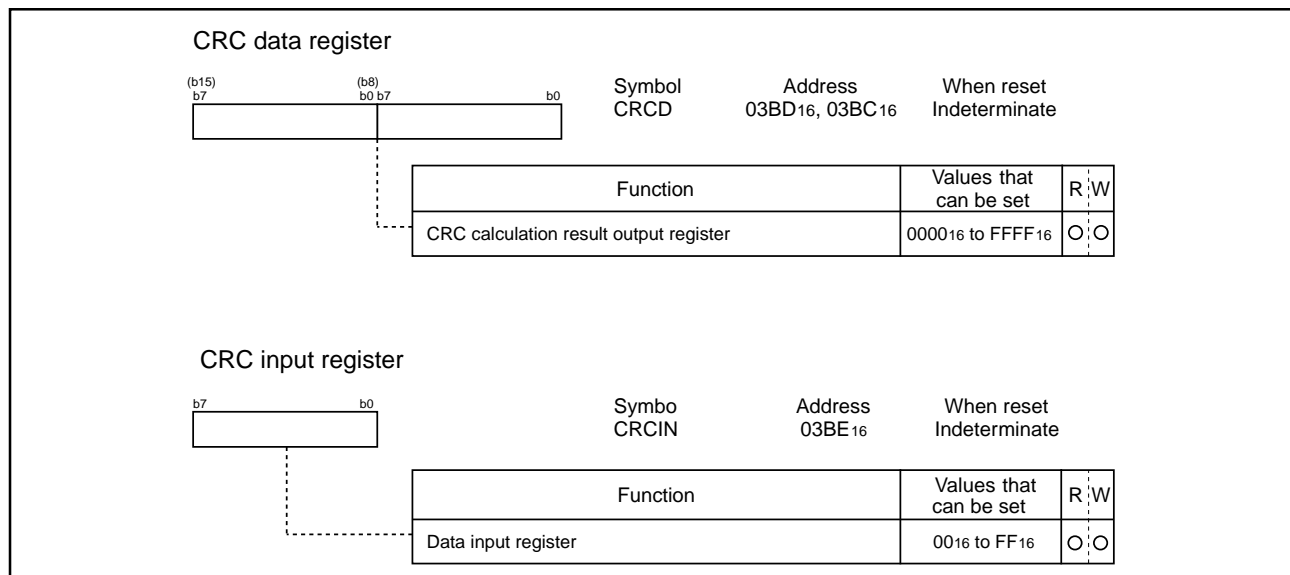 CRC data register
(b15) (b8)
b7 b0 b7 b0
Symbol Address When reset
CRCD 03BD16, 03BC16 Indeterminate
Function Values that can be set R W
CRC calculation result output register 000016 to FFFF16
CRC input register
b7 b0
Symbo Address When reset
CRCIN 03BE16 Indeterminate
Function Values that can be set R W
Data input register 0016 to FF16